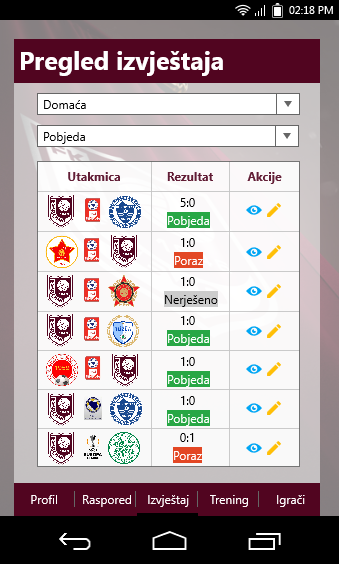 02:18 PM
Pregled izvještaja
Domaća
Pobjeda
Utakmica Rezultat Akcije
5:0
Pobjeda
1:0
Poraz
1:0
Nerješeno
1:0
Pobjeda
1:0
Pobjeda
1:0
Pobjeda
0:1
Poraz
Profil Raspored Izvještaj Trening Igrači